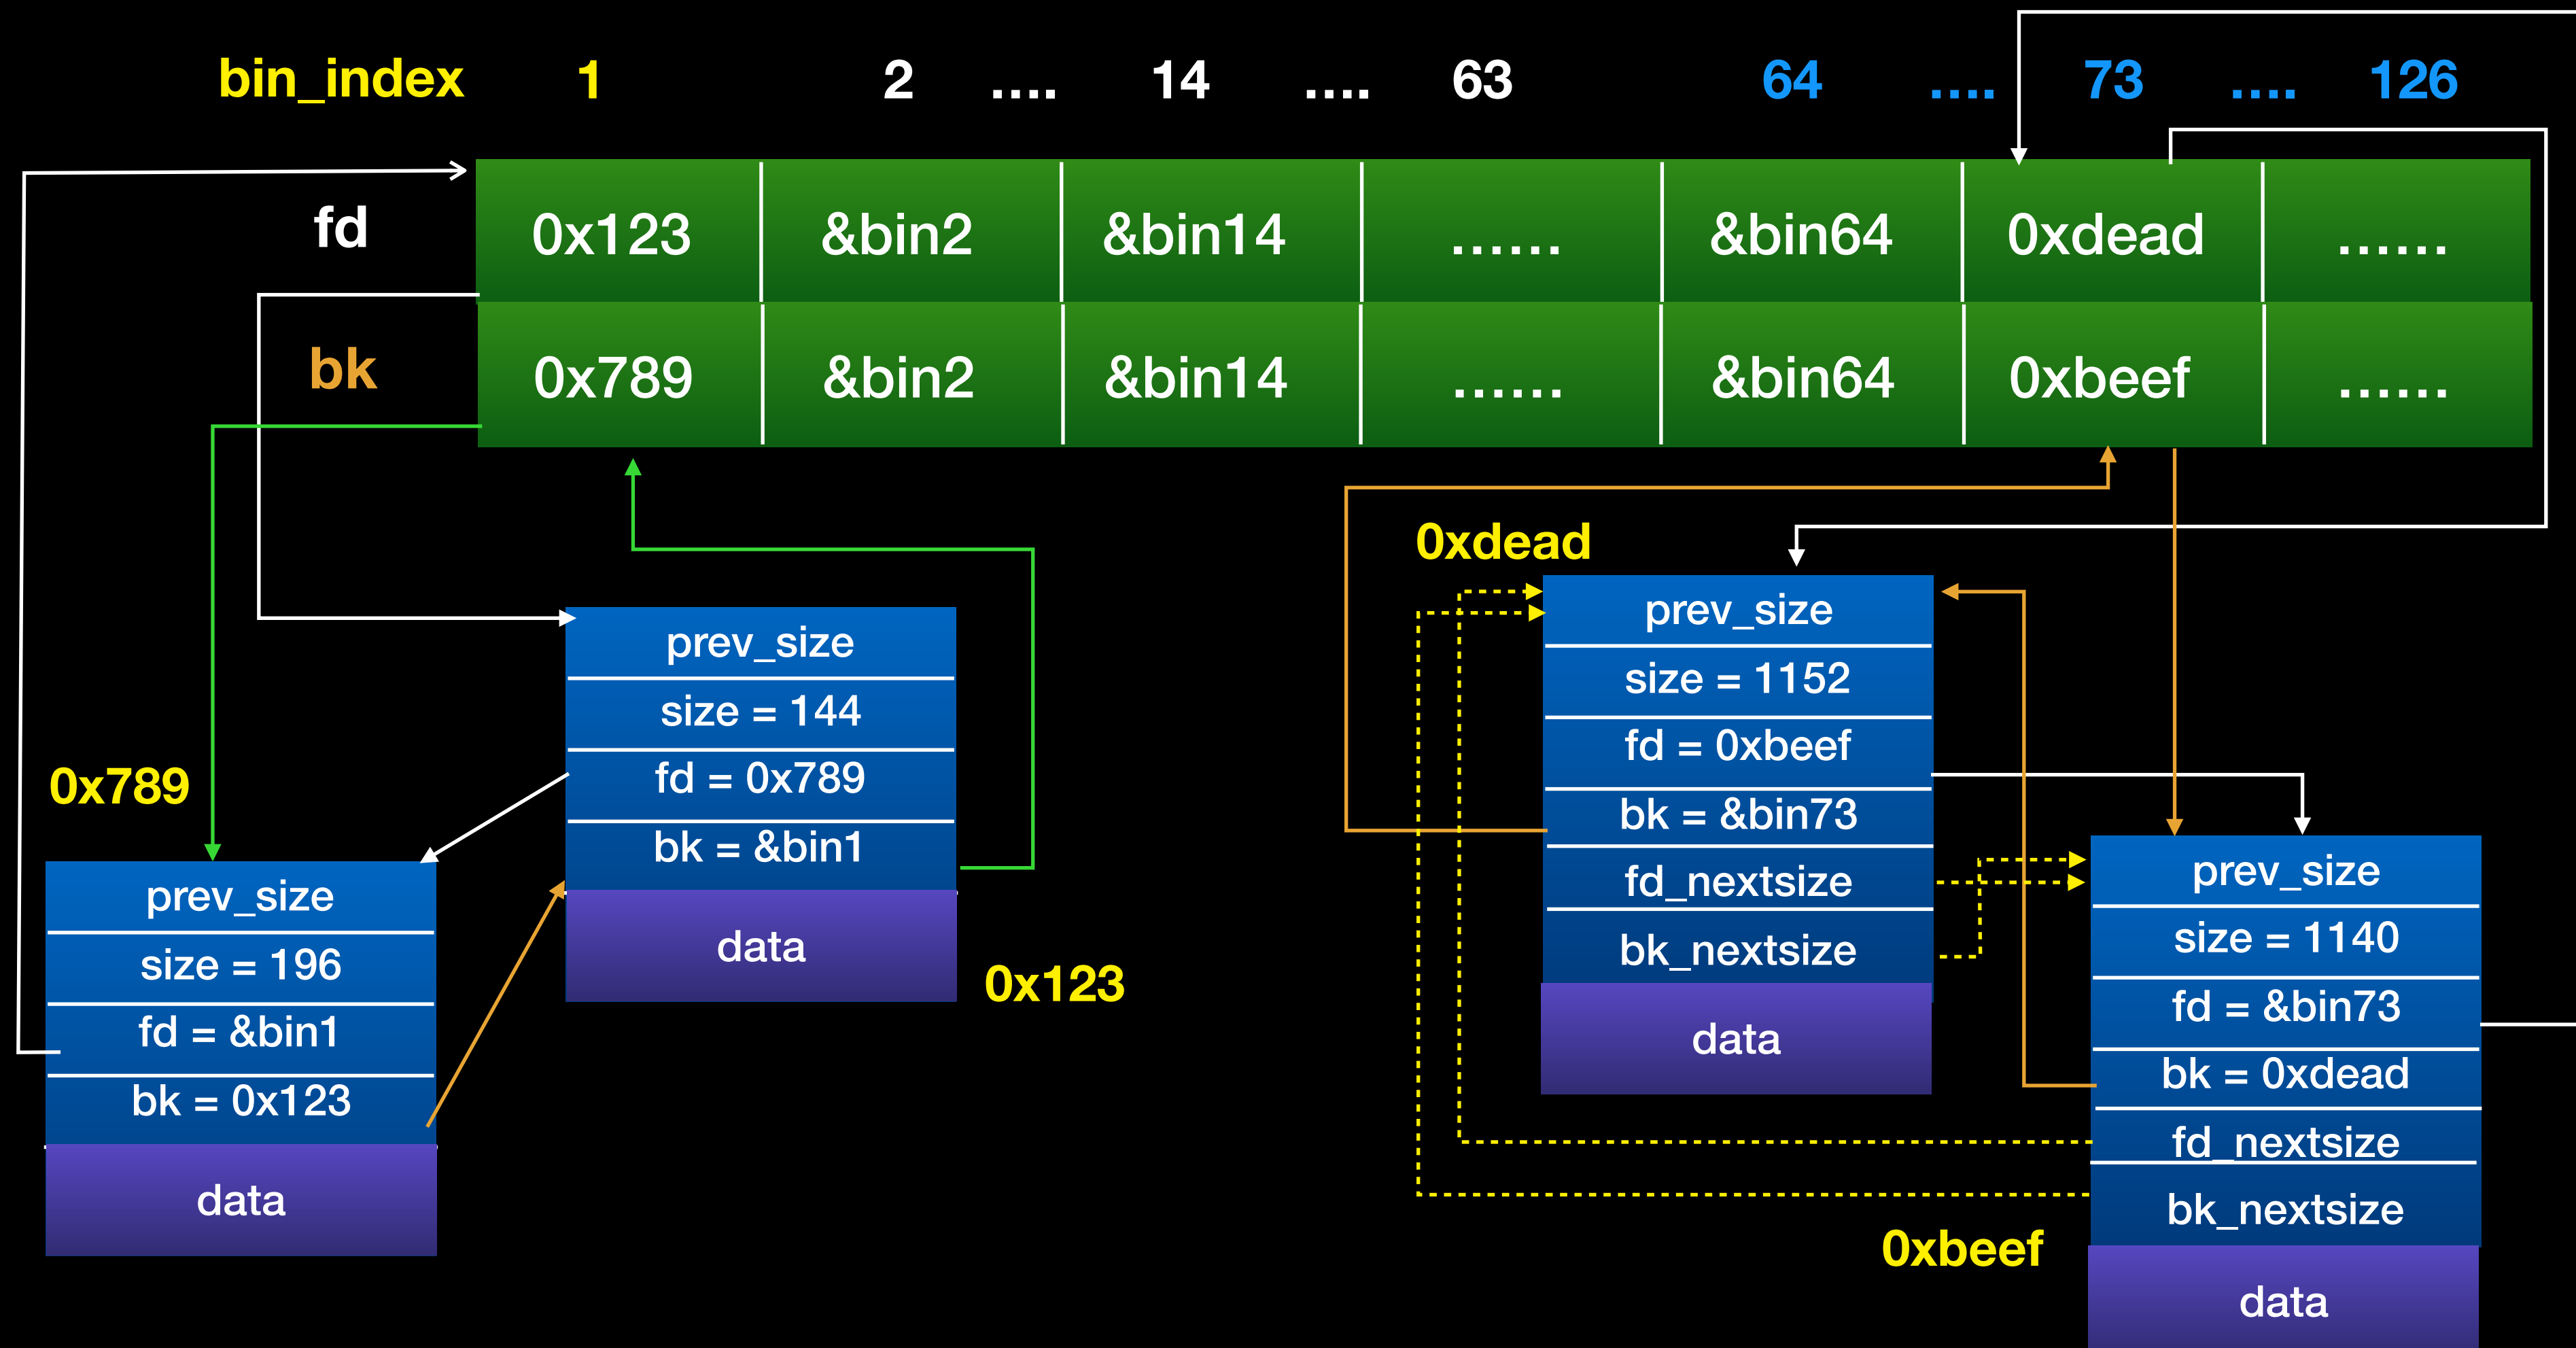 bin_index 1 2 .... 14 .... 63 64 .... 73 .... 126
fd 0x123 &bin2 &bin14 ...... &bin64 0xdead ......
bk 0x789 &bin2 &bin14 ...... &bin64 0xbeef ......
0x789
prev_size
size = 196
fd = &bin1
bk = 0x123
data
prev_size
size = 144
fd = 0x789
bk = &bin1
data
0x123
0xdead
prev_size
size = 1152
fd = 0xbeef
bk = &bin73
fd_nextsize
bk_nextsize
data
prev_size
size = 1140
fd = &bin73
bk = 0xdead
fd_nextsize
bk_nextsize
0xbeef
data